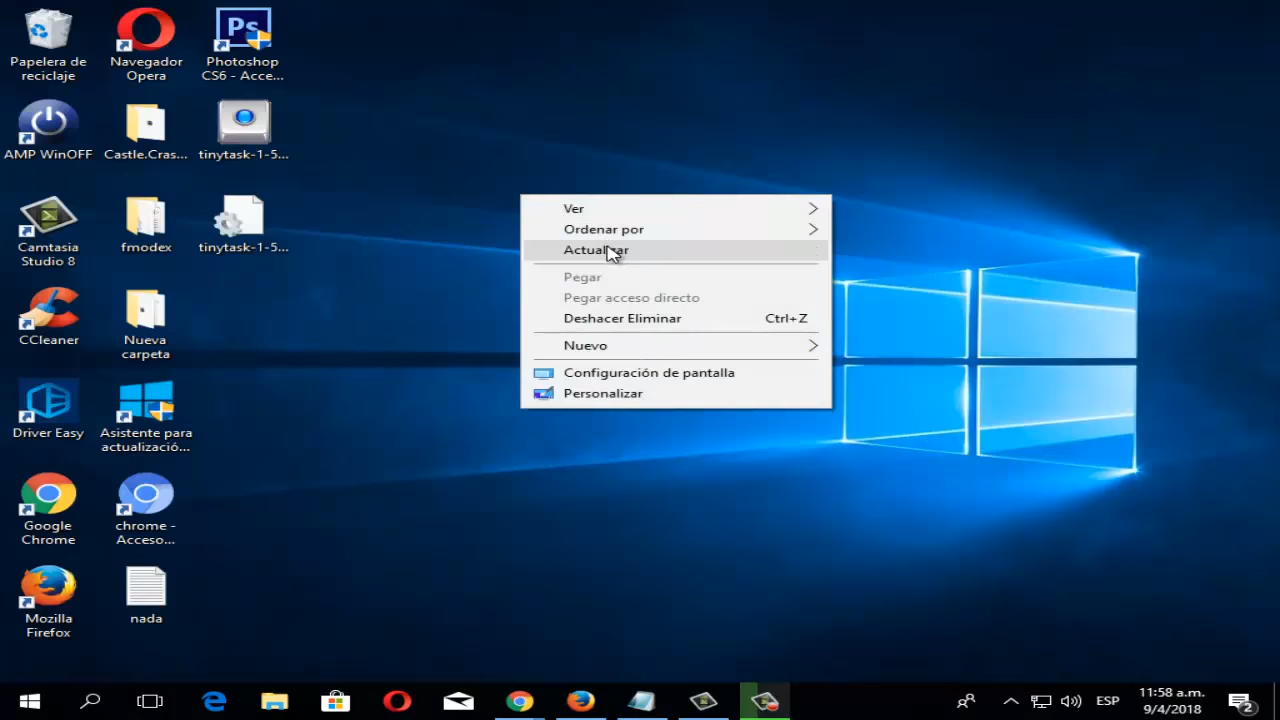 Papelera de
reciclaje
Navegador
Opera
Ps
Photoshop
CS6 - Acce...
AMP WinOFF
Castle.Cras...
tinytask-1-5...
Camtasia
Studio 8
fmodex
tinytask-1-5...
CCleaner
Nueva
carpeta
Driver Easy
Asistente para
actualizació...
Google
Chrome
chrome -
Acceso...
Mozilla
Firefox
nada
Ver
Ordenar por
Actualizar
Pegar
Pegar acceso directo
Deshacer Eliminar Ctrl+Z
Nuevo
Configuración de pantalla
Personalizar
ESP
11:58 a.m.
9/4/2018
2